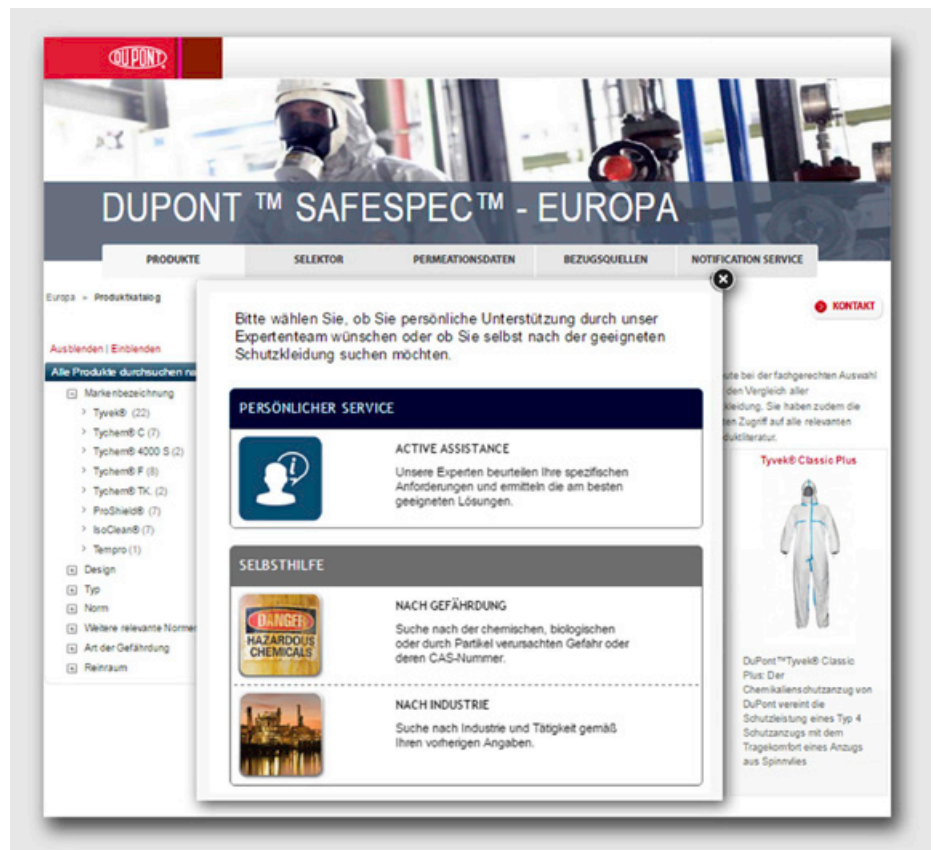 DUPONT
DUPONT ™ SAFESPEC™ - EUROPA
PRODUKTE SELEKTOR PERMEATIONSDATEN BEZUGSQUELLEN NOTIFICATION SERVICE
Europa » Produktkatalog
KONTAKT
Ausblenden | Einblenden
Alle Produkte durchsuchen
Markenbezeichnung
Tyvek® (22)
Tychem® C (7)
Tychem® 4000 S (2)
Tychem® F (8)
Tychem® TK. (2)
ProShield® (7)
IsoClean® (7)
Tempro (1)
Design
Typ
Norm
Weitere relevante Normen
Art der Gefährdung
Reinraum
Bitte wählen Sie, ob Sie persönliche Unterstützung durch unser
Expertenteam wünschen oder ob Sie selbst nach der geeigneten
Schutzkleidung suchen möchten.
PERSÖNLICHER SERVICE
ACTIVE ASSISTANCE
Unsere Experten beurteilen Ihre spezifischen
Anforderungen und ermitteln die am besten
geeigneten Lösungen.
SELBSTHILFE
DANGER
HAZARDOUS
CHEMICALS
NACH GEFÄHRDUNG
Suche nach der chemischen, biologischen
oder durch Partikel verursachten Gefahr oder
deren CAS-Nummer.
NACH INDUSTRIE
Suche nach Industrie und Tätigkeit gemäß
Ihren vorherigen Angaben.
bei der fachgerechten Auswahl
den Vergleich aller
kleidung. Sie haben zudem die
ten Zugriff auf alle relevanten
duktliteratur.
Tyvek® Classic Plus
DuPont™Tyvek® Classic
Plus: Der
Chemikalienschutzanzug von
DuPont vereint die
Schutzleistung eines Typ 4
Schutzanzugs mit dem
Tragekomfort eines Anzugs
aus Spinnvlies